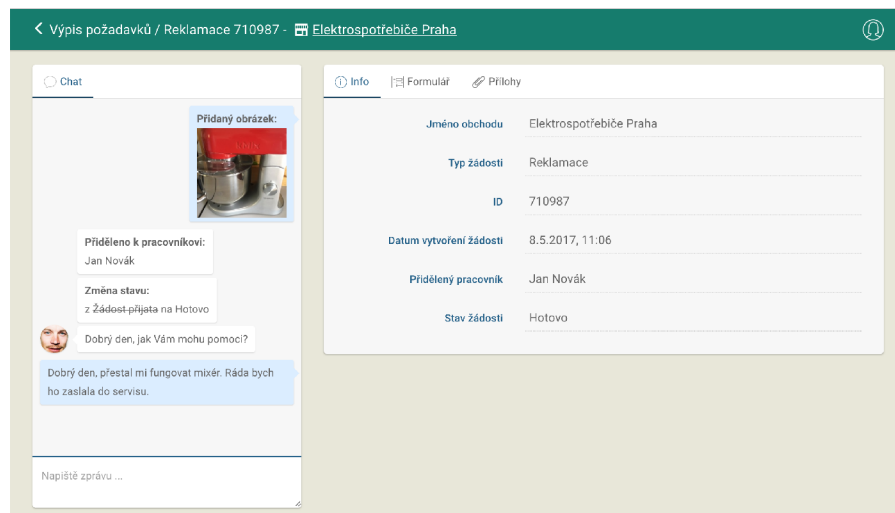 Výpis požadavků / Reklamace 710987 - Elektrospotřebiče Praha
Chat
Přidaný obrázek:
Přiděleno k pracovníkovi:
Jan Novák
Změna stavu:
z Žádost přijata na Hotovo
Dobrý den, jak Vám mohu pomoci?
Dobrý den, přestal mi fungovat mixér. Ráda bych
ho zaslala do servisu.
Napiště zprávu ...
Info Formulář Přílohy
Jméno obchodu Elektrospotřebiče Praha
Typ žádosti Reklamace
ID 710987
Datum vytvoření žádosti 8.5.2017, 11:06
Přidělený pracovník Jan Novák
Stav žádosti Hotovo